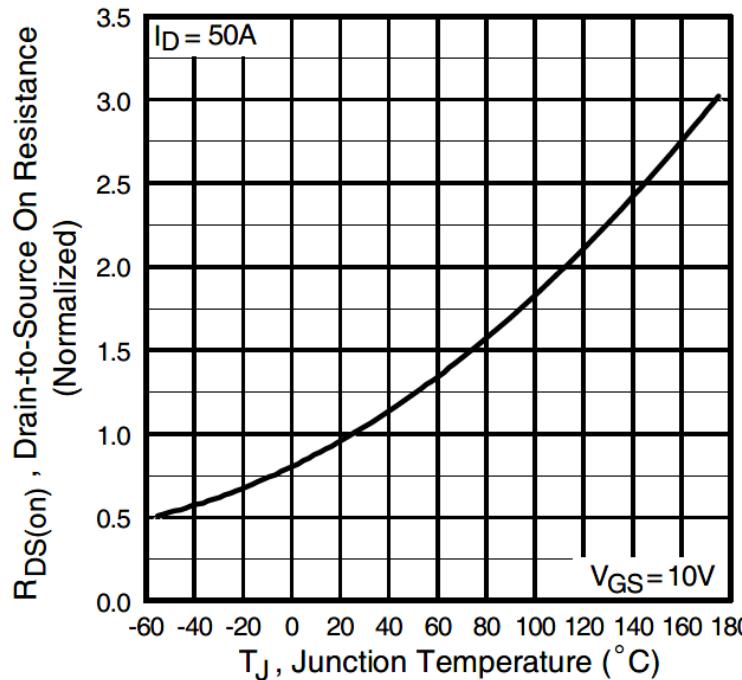 R_DS(on) , Drain-to-Source On Resistance
(Normalized)
3.5
3.0
2.5
2.0
1.5
1.0
0.5
0.0
I_D = 50A
V_GS = 10V
-60 -40 -20 0 20 40 60 80 100 120 140 160 180
T_J , Junction Temperature (°C)